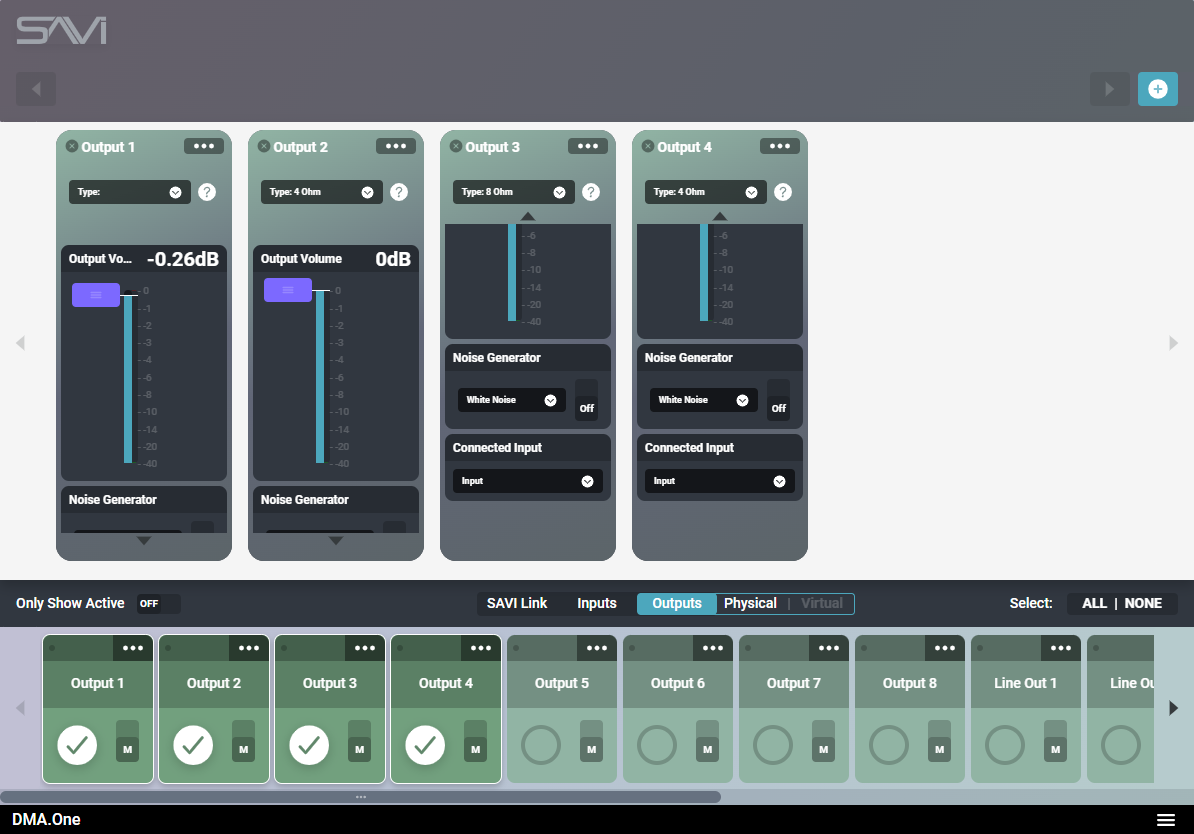 SAVI
Output 1 Output 2 Output 3 Output 4
Type: ? Type: 4 Ohm ? Type: 8 Ohm ? Type: 4 Ohm ?
Output Vo... -0.26dB Output Volume 0dB
-0 -0
-1 -1
-2 -2
-3 -3
-4 -4
-6 -6
-8 -8
-10 -10
-14 -14
-20 -20
-40 -40
Noise Generator Noise Generator
-6 -6
-8 -8
-10 -10
-14 -14
-20 -20
-40 -40
Noise Generator Noise Generator
White Noise Off White Noise Off
Connected Input Connected Input
Input Input
Only Show Active OFF SAVI Link Inputs Outputs Physical | Virtual Select: ALL | NONE
Output 1 Output 2 Output 3 Output 4 Output 5 Output 6 Output 7 Output 8 Line Out 1 Line Ou
M M M M M M M M M
DMA.One